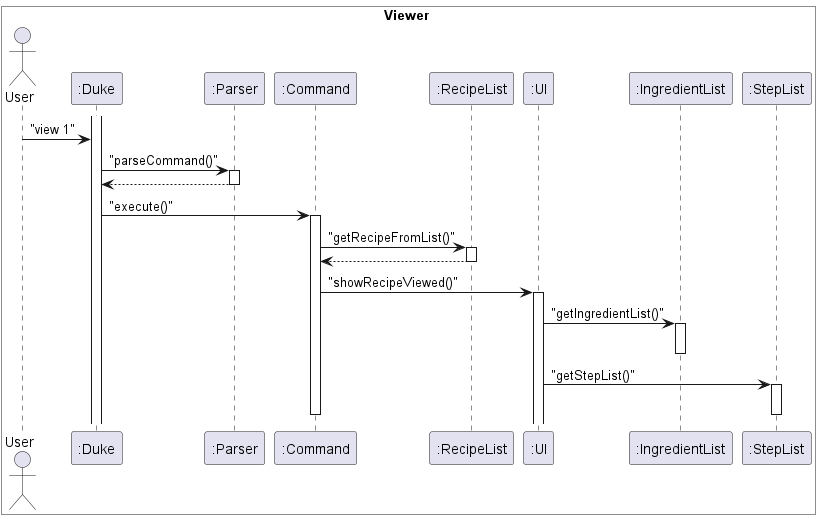 Viewer
User
:Duke
:Parser
:Command
:RecipeList
:UI
:IngredientList
:StepList
"view 1"
"parseCommand()"
"execute()"
"getRecipeFromList()"
"showRecipeViewed()"
"getIngredientList()"
"getStepList()"
User
:Duke
:Parser
:Command
:RecipeList
:UI
:IngredientList
:StepList